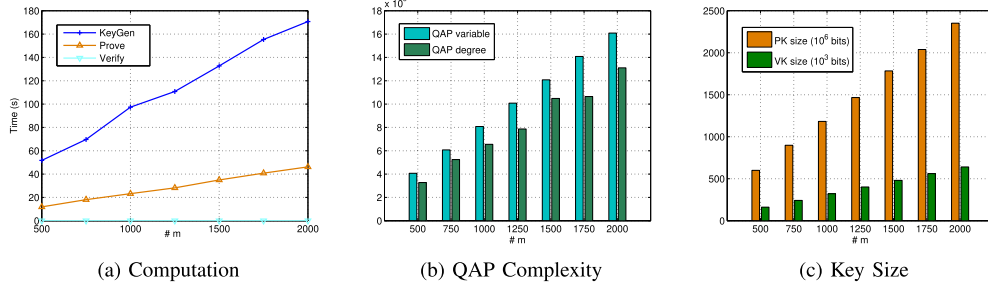 180
160
140
120
100
80
60
40
20
0
Time (s)
KeyGen
Prove
Verify
500
1000
1500
2000
# m
(a) Computation
18
16
14
12
10
8
6
4
2
0
QAP variable
QAP degree
500 750 1000 1250 1500 1750 2000
# m
(b) QAP Complexity
2500
2000
1500
1000
500
0
PK size (10⁶ bits)
VK size (10³ bits)
500 750 1000 1250 1500 1750 2000
# m
(c) Key Size